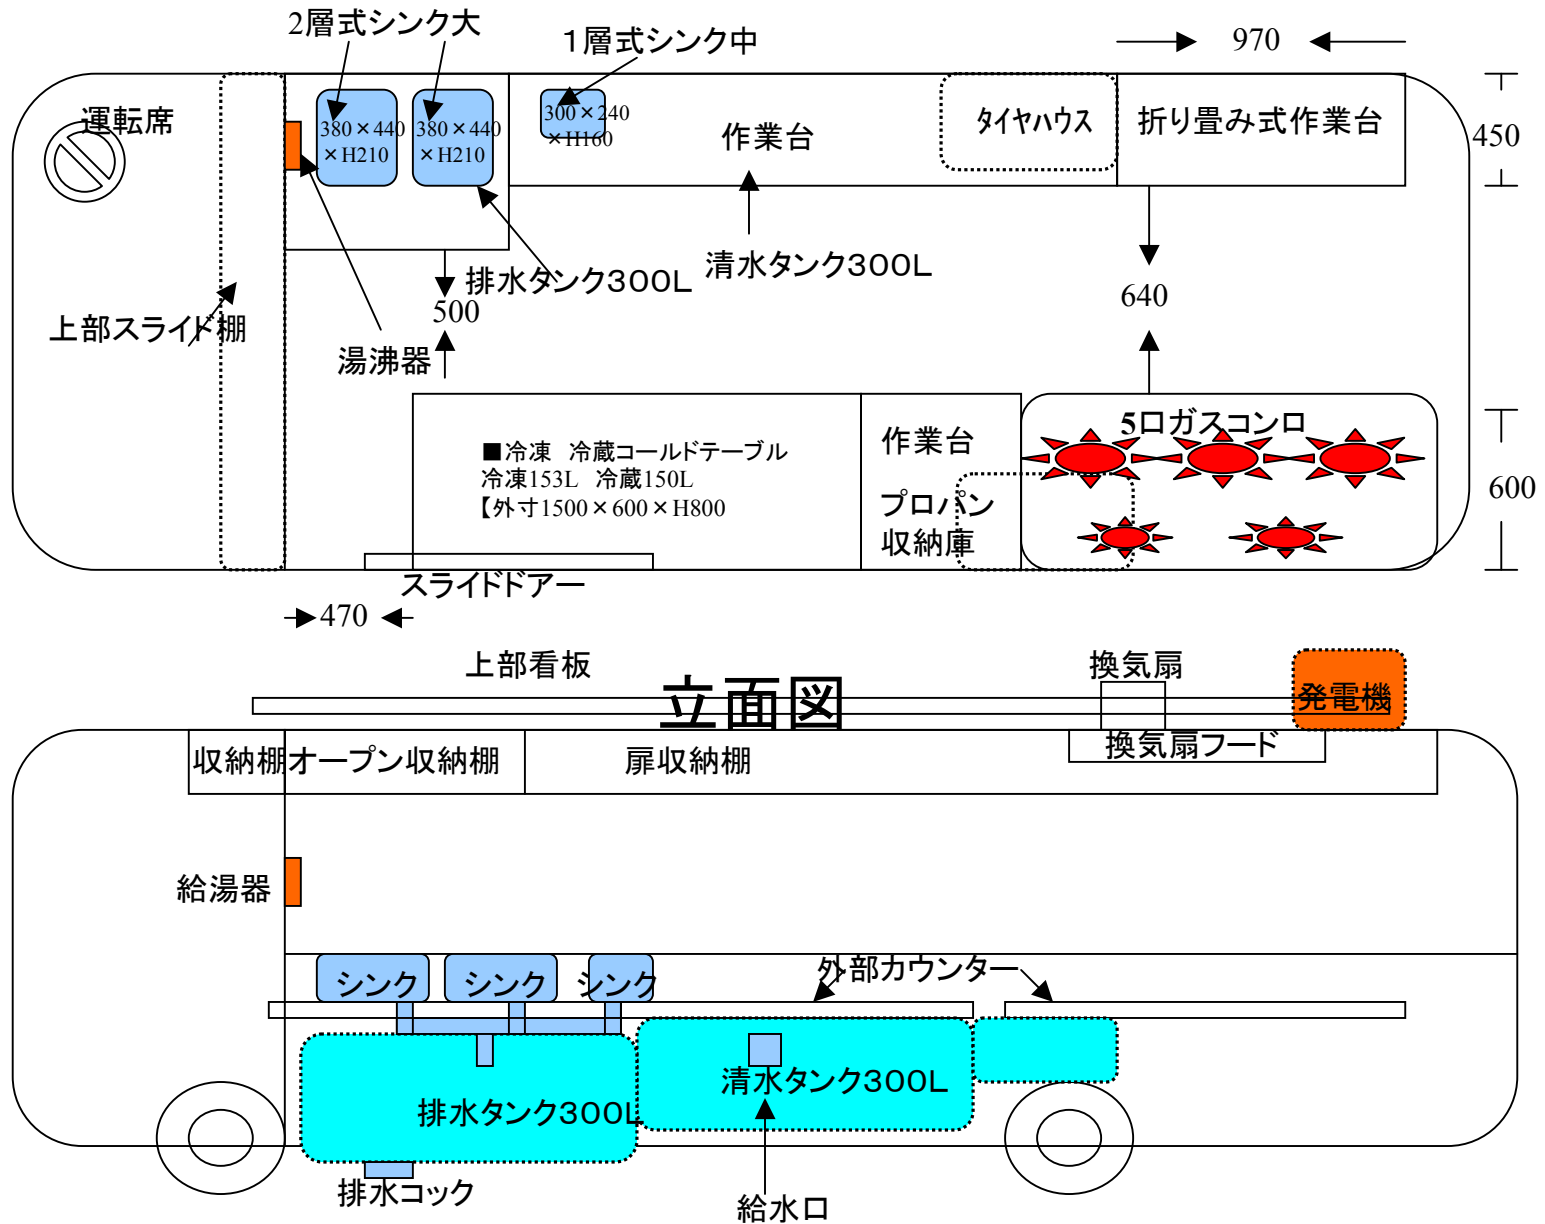 2層式シンク大
１層式シンク中
970
運転席
380×440
×H210
380×440
×H210
300×240
×H160
作業台
タイヤハウス
折り畳み式作業台
450
排水タンク300L
清水タンク300L
500
640
上部スライド棚
湯沸器
■冷凍　冷蔵コールドテーブル
冷凍153L　冷蔵150L
【外寸1500×600×H800
作業台
プロパン
収納庫
5口ガスコンロ
600
スライドドアー
470
上部看板
立面図
換気扇
発電機
収納棚
オープン収納棚
扉収納棚
換気扇フード
給湯器
シンク
シンク
シンク
外部カウンター
清水タンク300L
排水タンク300L
排水コック
給水口